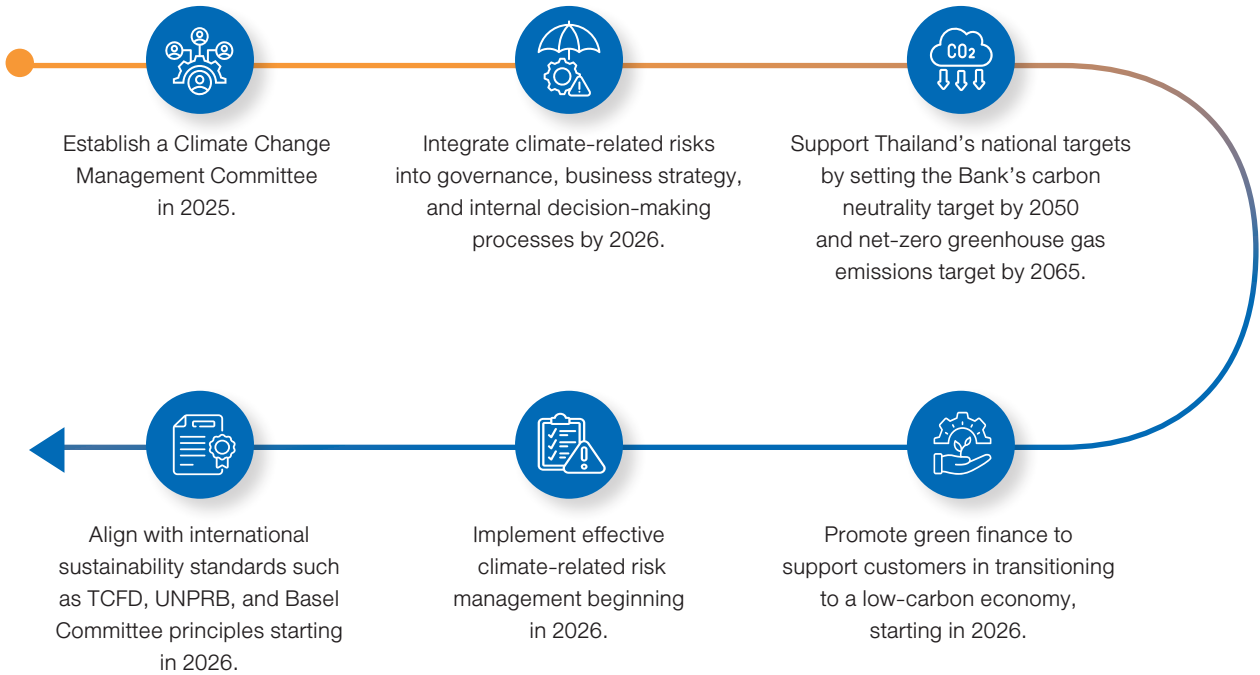 Establish a Climate Change
Management Committee
in 2025.
Integrate climate-related risks
into governance, business strategy,
and internal decision-making
processes by 2026.
CO₂
Support Thailand’s national targets
by setting the Bank’s carbon
neutrality target by 2050
and net-zero greenhouse gas
emissions target by 2065.
Promote green finance to
support customers in transitioning
to a low-carbon economy,
starting in 2026.
Implement effective
climate-related risk
management beginning
in 2026.
Align with international
sustainability standards such
as TCFD, UNPRB, and Basel
Committee principles starting
in 2026.